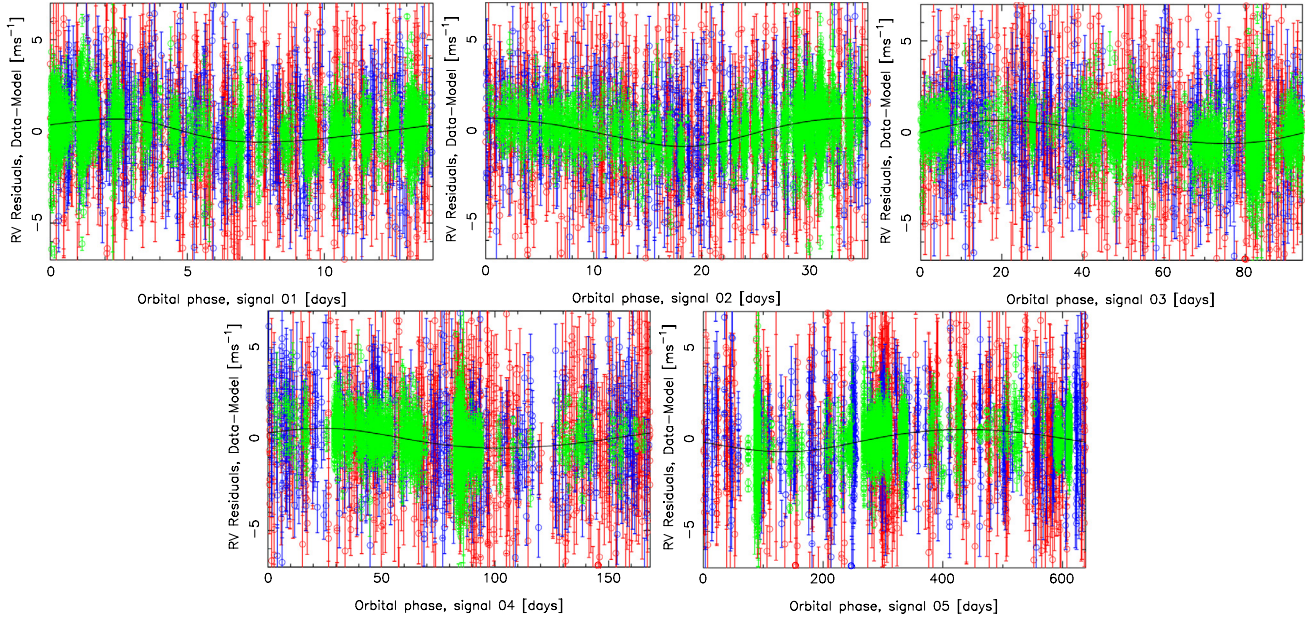 RV Residuals, Data−Model [ms⁻¹]
5
0
−5
0 5 10
Orbital phase, signal 01 [days]
RV Residuals, Data−Model [ms⁻¹]
5
0
−5
0 10 20 30
Orbital phase, signal 02 [days]
RV Residuals, Data−Model [ms⁻¹]
5
0
−5
0 20 40 60 80
Orbital phase, signal 03 [days]
RV Residuals, Data−Model [ms⁻¹]
5
0
−5
0 50 100 150
Orbital phase, signal 04 [days]
RV Residuals, Data−Model [ms⁻¹]
5
0
−5
0 200 400 600
Orbital phase, signal 05 [days]